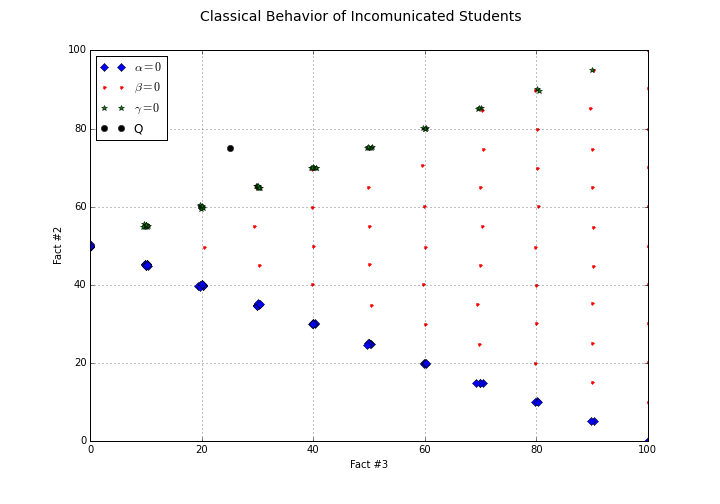 Classical Behavior of Incomunicated Students
100
80
60
40
20
0
Fact #2
α=0
β=0
γ=0
Q
0 20 40 60 80 100
Fact #3